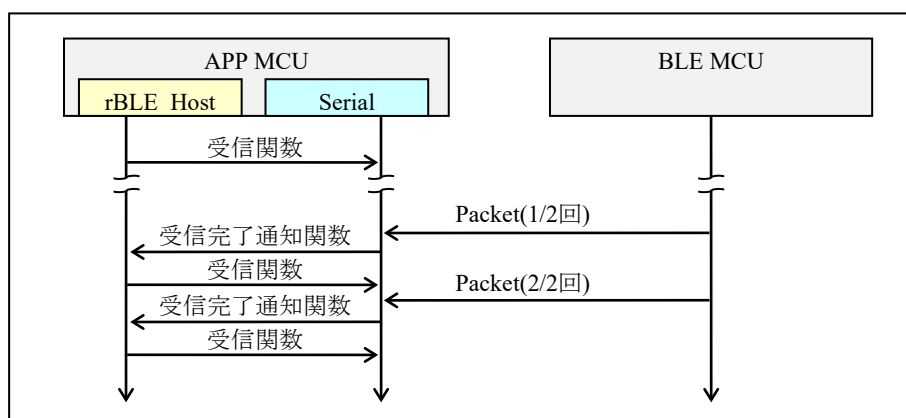 APP MCU
BLE MCU
rBLE_Host
Serial
受信関数
Packet(1/2回)
受信完了通知関数
受信関数
Packet(2/2回)
受信完了通知関数
受信関数